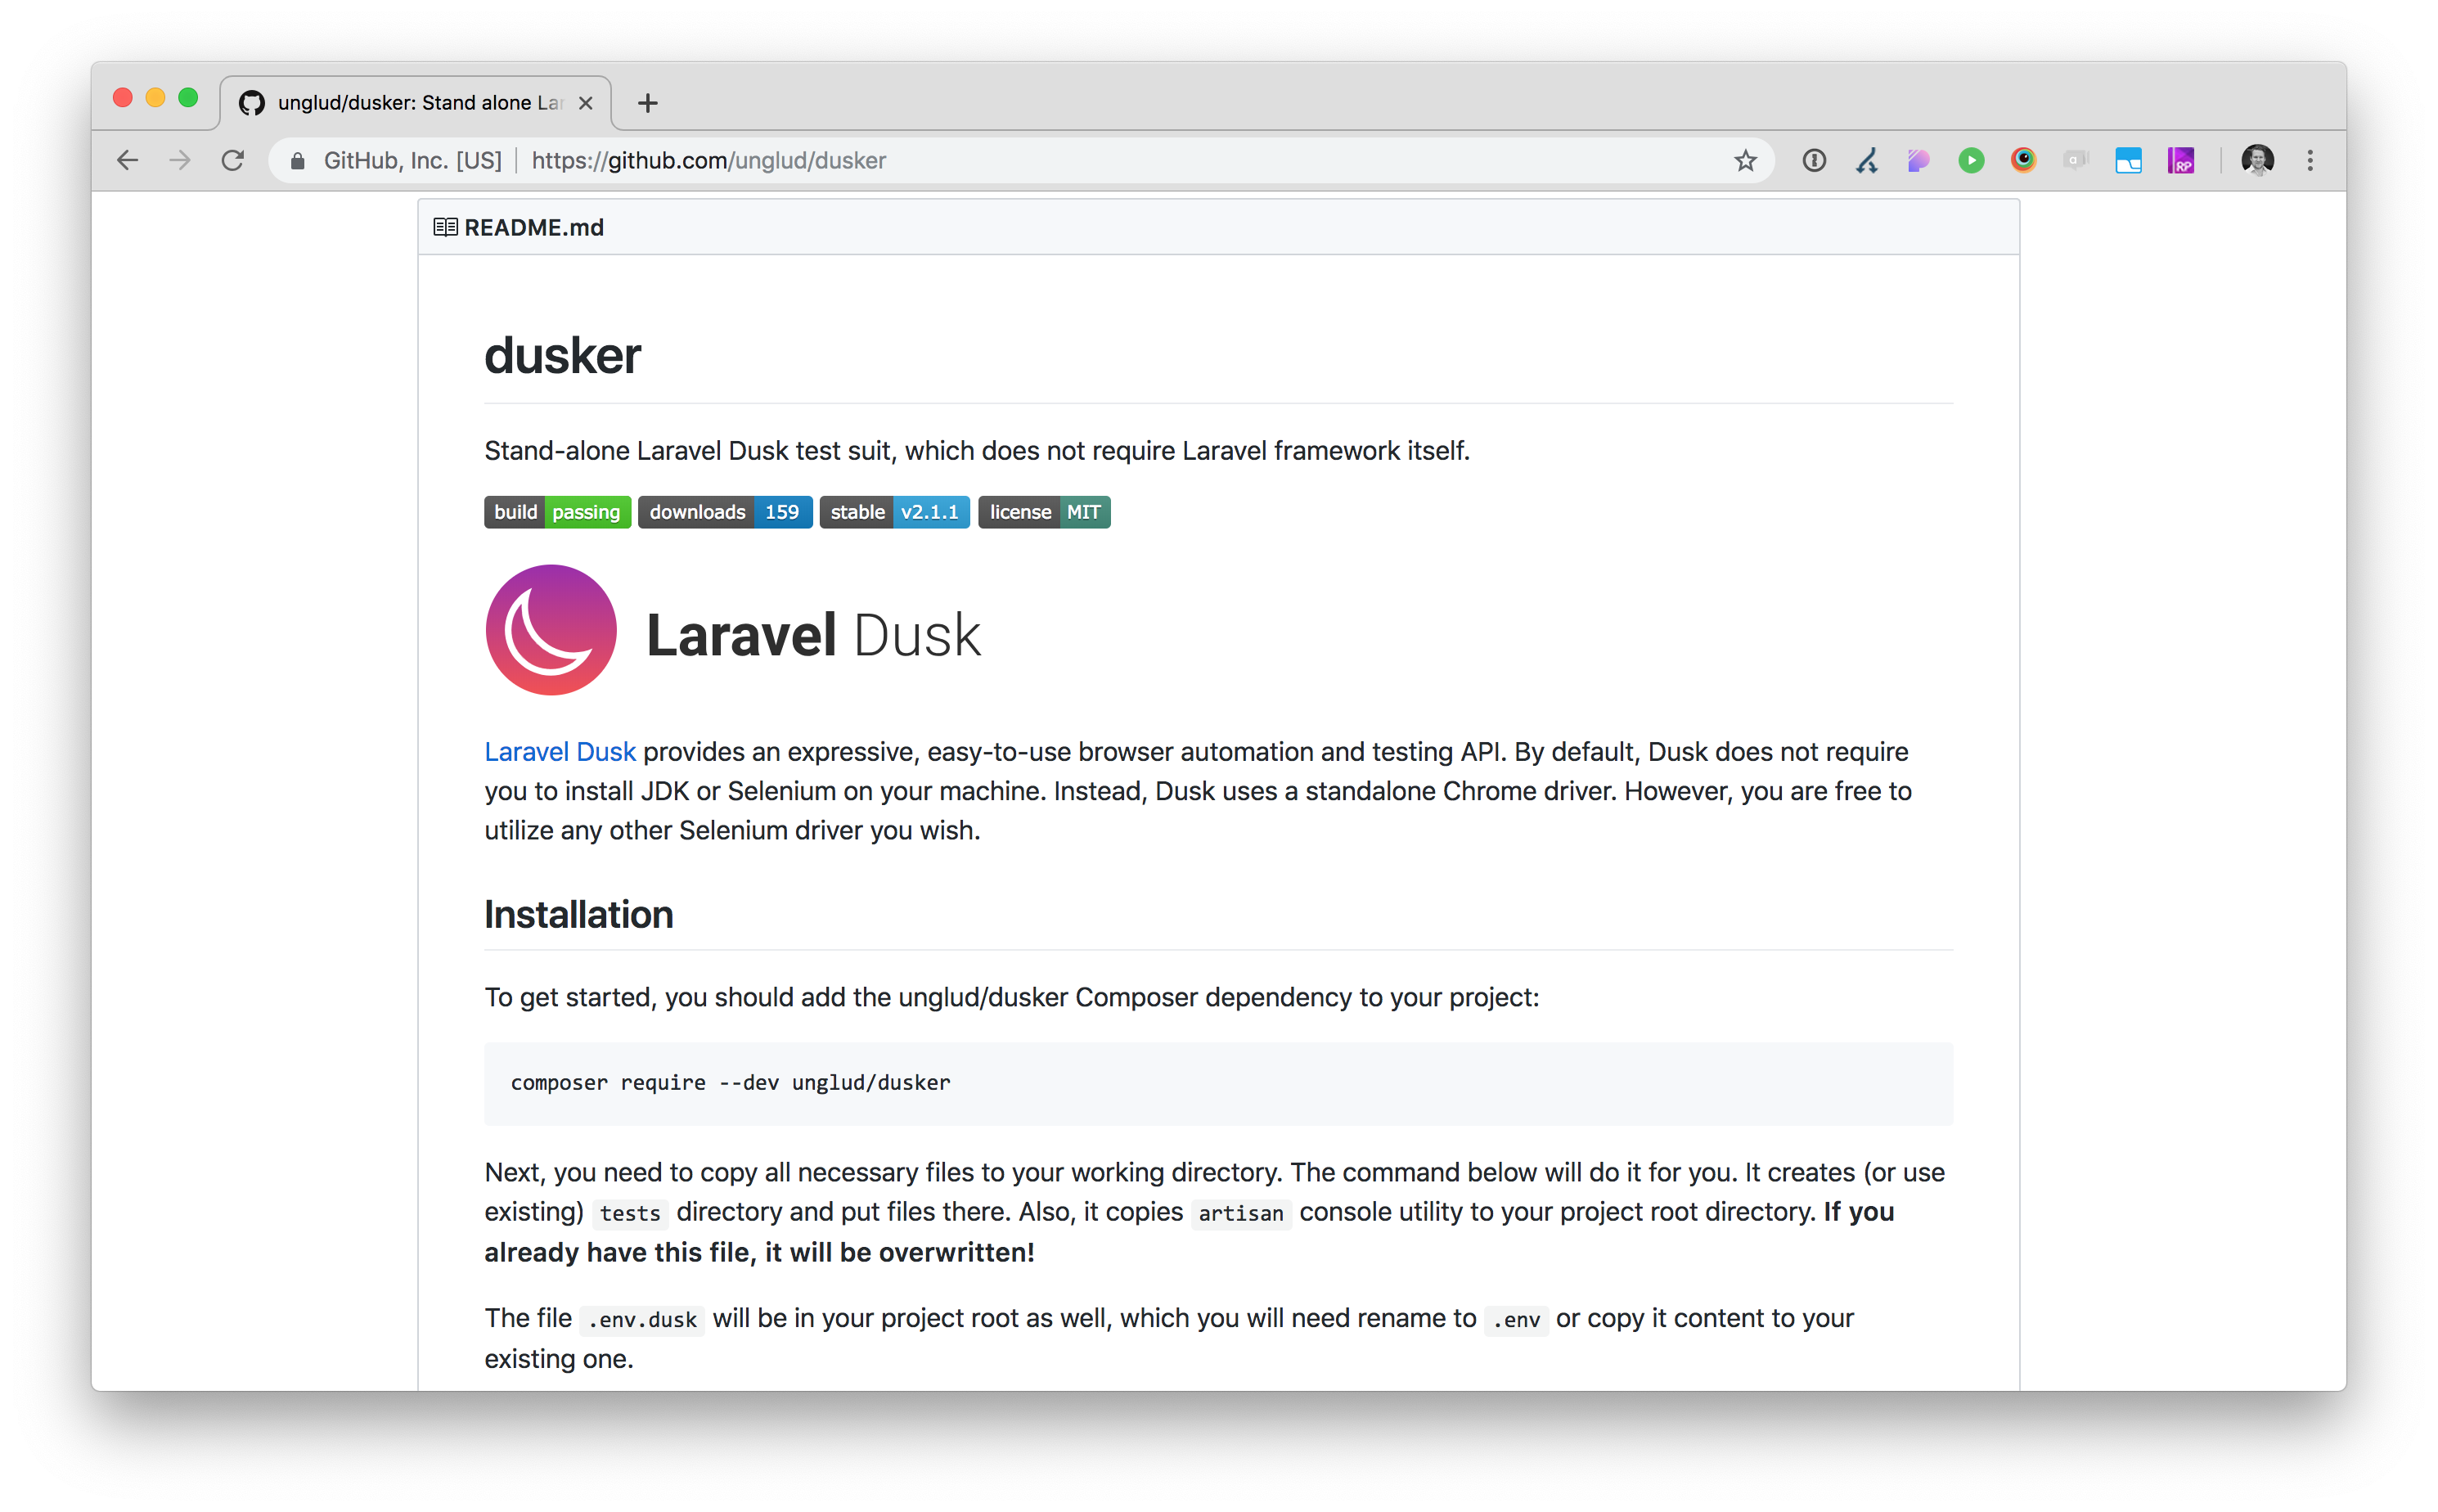 unglud/dusker: Stand alone La
GitHub, Inc. [US] https://github.com/unglud/dusker
README.md
dusker
Stand-alone Laravel Dusk test suit, which does not require Laravel framework itself.
build passing downloads 159 stable v2.1.1 license MIT
Laravel Dusk
Laravel Dusk provides an expressive, easy-to-use browser automation and testing API. By default, Dusk does not require
you to install JDK or Selenium on your machine. Instead, Dusk uses a standalone Chrome driver. However, you are free to
utilize any other Selenium driver you wish.
Installation
To get started, you should add the unglud/dusker Composer dependency to your project:
composer require --dev unglud/dusker
Next, you need to copy all necessary files to your working directory. The command below will do it for you. It creates (or use
existing) tests directory and put files there. Also, it copies artisan console utility to your project root directory. If you
already have this file, it will be overwritten!
The file .env.dusk will be in your project root as well, which you will need rename to .env or copy it content to your
existing one.